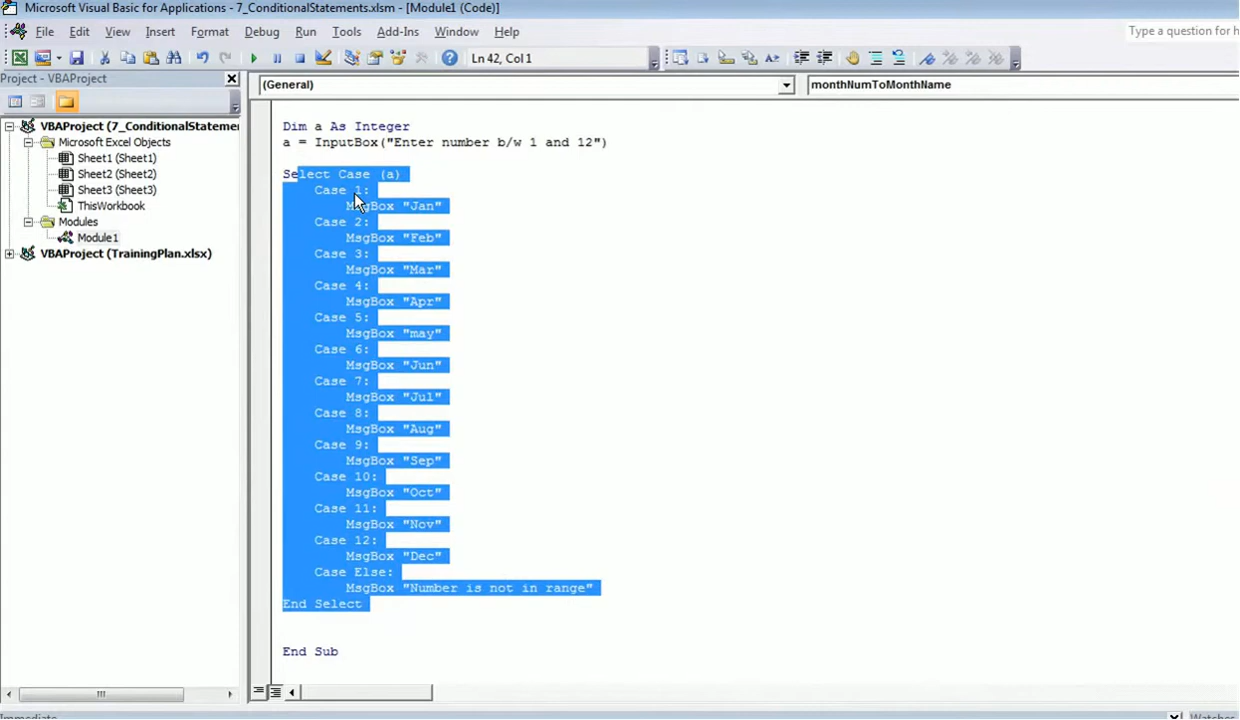 Microsoft Visual Basic for Applications - 7_ConditionalStatements.xlsm - [Module1 (Code)]
File Edit View Insert Format Debug Run Tools Add-Ins Window Help
Type a question for h
Ln 42, Col 1
Project - VBAProject
(General)
monthNumToMonthName
VBAProject (7_ConditionalStatemer
Microsoft Excel Objects
Sheet1 (Sheet1)
Sheet2 (Sheet2)
Sheet3 (Sheet3)
ThisWorkbook
Modules
Module1
VBAProject (TrainingPlan.xlsx)
Dim a As Integer
a = InputBox("Enter number b/w 1 and 12")
Select Case (a)
Case 1:
MsgBox "Jan"
Case 2:
MsgBox "Feb"
Case 3:
MsgBox "Mar"
Case 4:
MsgBox "Apr"
Case 5:
MsgBox "may"
Case 6:
MsgBox "Jun"
Case 7:
MsgBox "Jul"
Case 8:
MsgBox "Aug"
Case 9:
MsgBox "Sep"
Case 10:
MsgBox "Oct"
Case 11:
MsgBox "Nov"
Case 12:
MsgBox "Dec"
Case Else:
MsgBox "Number is not in range"
End Select
End Sub
Immediate
Watches